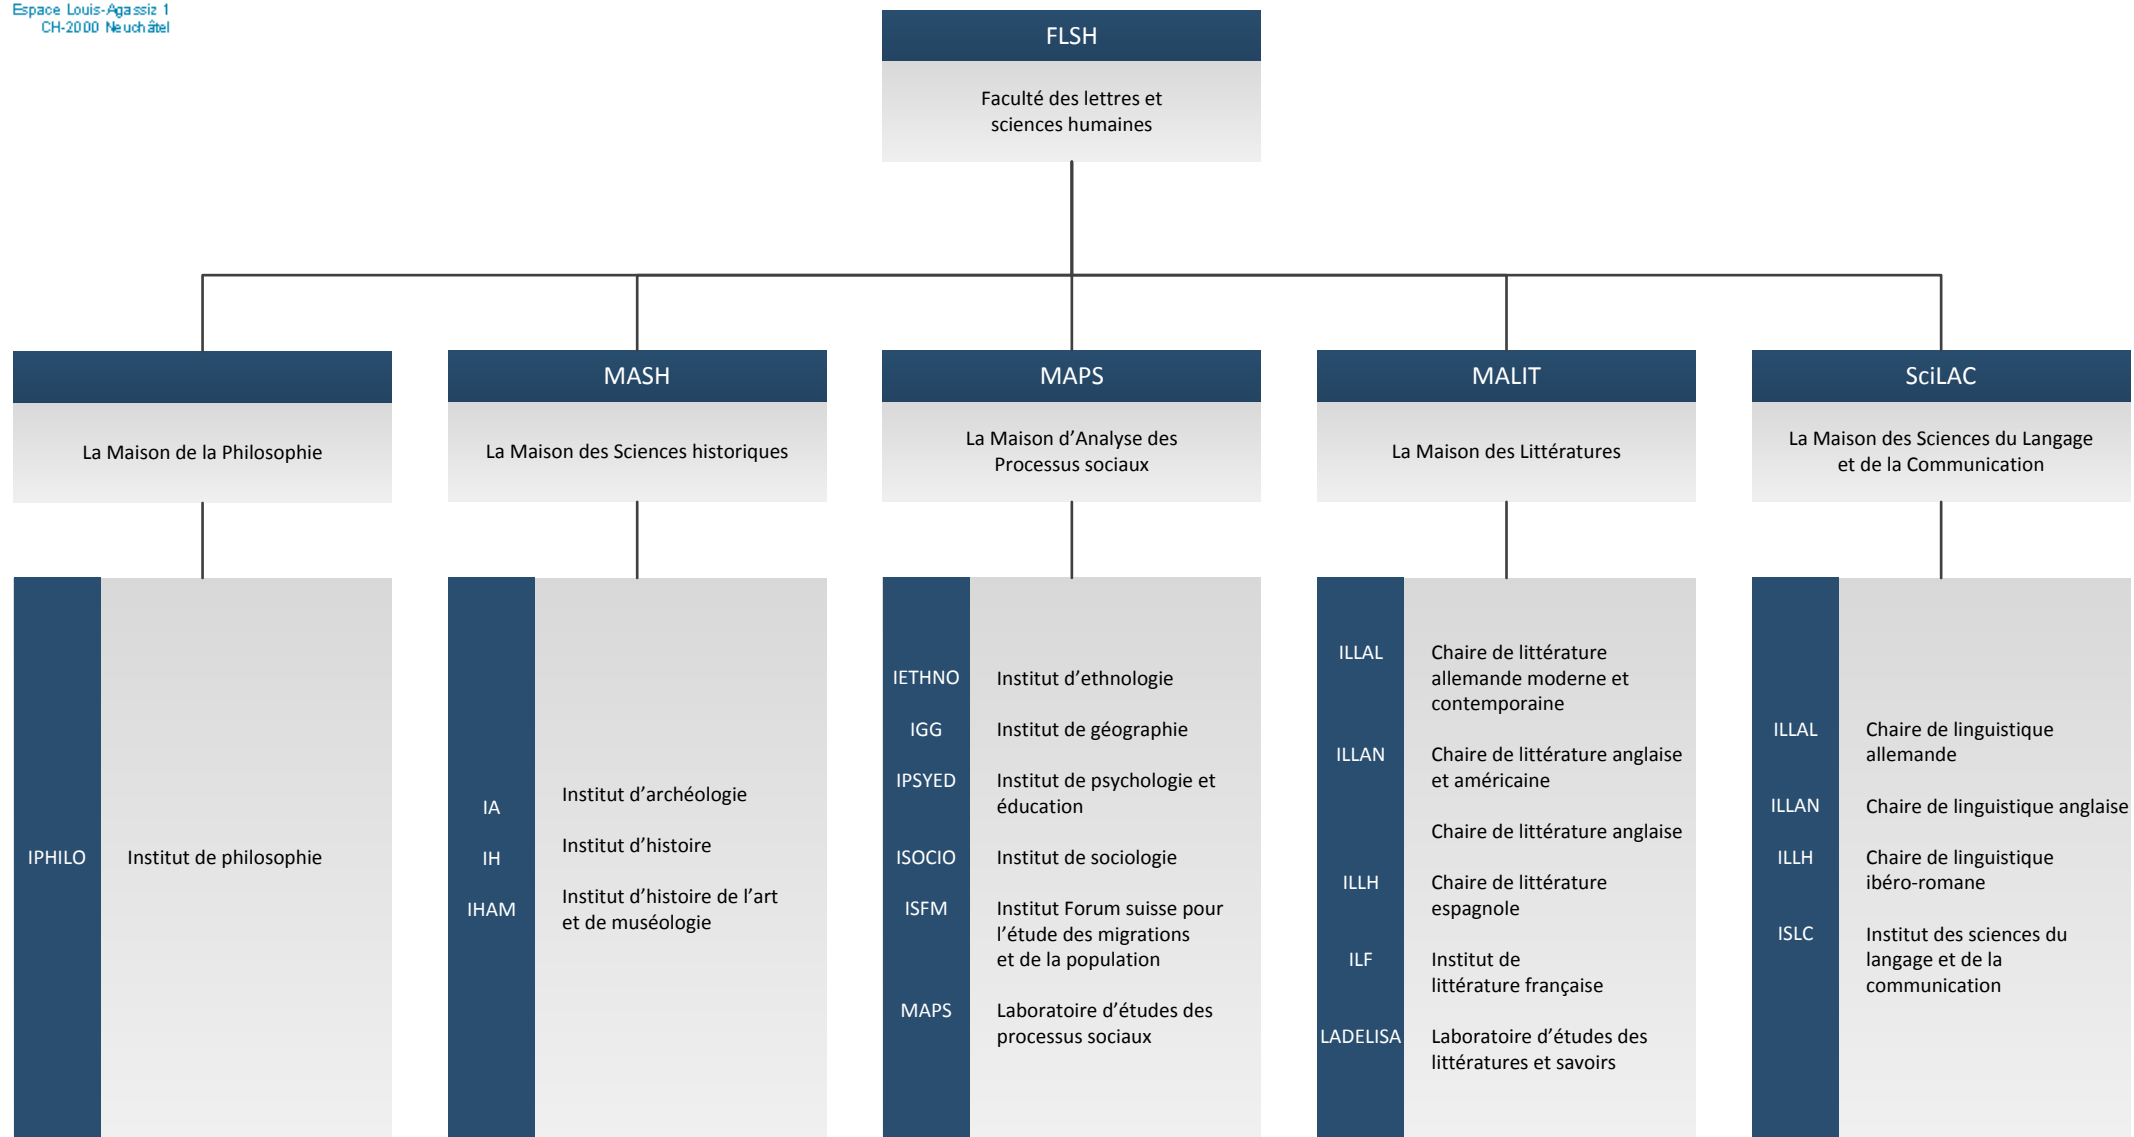 Espace Louis-Agassiz 1
CH-2000 Neuchâtel
FLSH
Faculté des lettres et
sciences humaines
La Maison de la Philosophie
MASH
La Maison des Sciences historiques
MAPS
La Maison d’Analyse des
Processus sociaux
MALIT
La Maison des Littératures
SciLAC
La Maison des Sciences du Langage
et de la Communication
IPHILO
Institut de philosophie
IA
Institut d’archéologie
IH
Institut d’histoire
IHAM
Institut d’histoire de l’art
et de muséologie
IETHNO
Institut d’ethnologie
IGG
Institut de géographie
IPSYED
Institut de psychologie et
éducation
ISOCIO
Institut de sociologie
ISFM
Institut Forum suisse pour
l’étude des migrations
et de la population
MAPS
Laboratoire d’études des
processus sociaux
ILLAL
Chaire de littérature
allemande moderne et
contemporaine
ILLAN
Chaire de littérature anglaise
et américaine
Chaire de littérature anglaise
ILLH
Chaire de littérature
espagnole
ILF
Institut de
littérature française
LADELISA
Laboratoire d’études des
littératures et savoirs
ILLAL
Chaire de linguistique
allemande
ILLAN
Chaire de linguistique anglaise
ILLH
Chaire de linguistique
ibéro-romane
ISLC
Institut des sciences du
langage et de la
communication